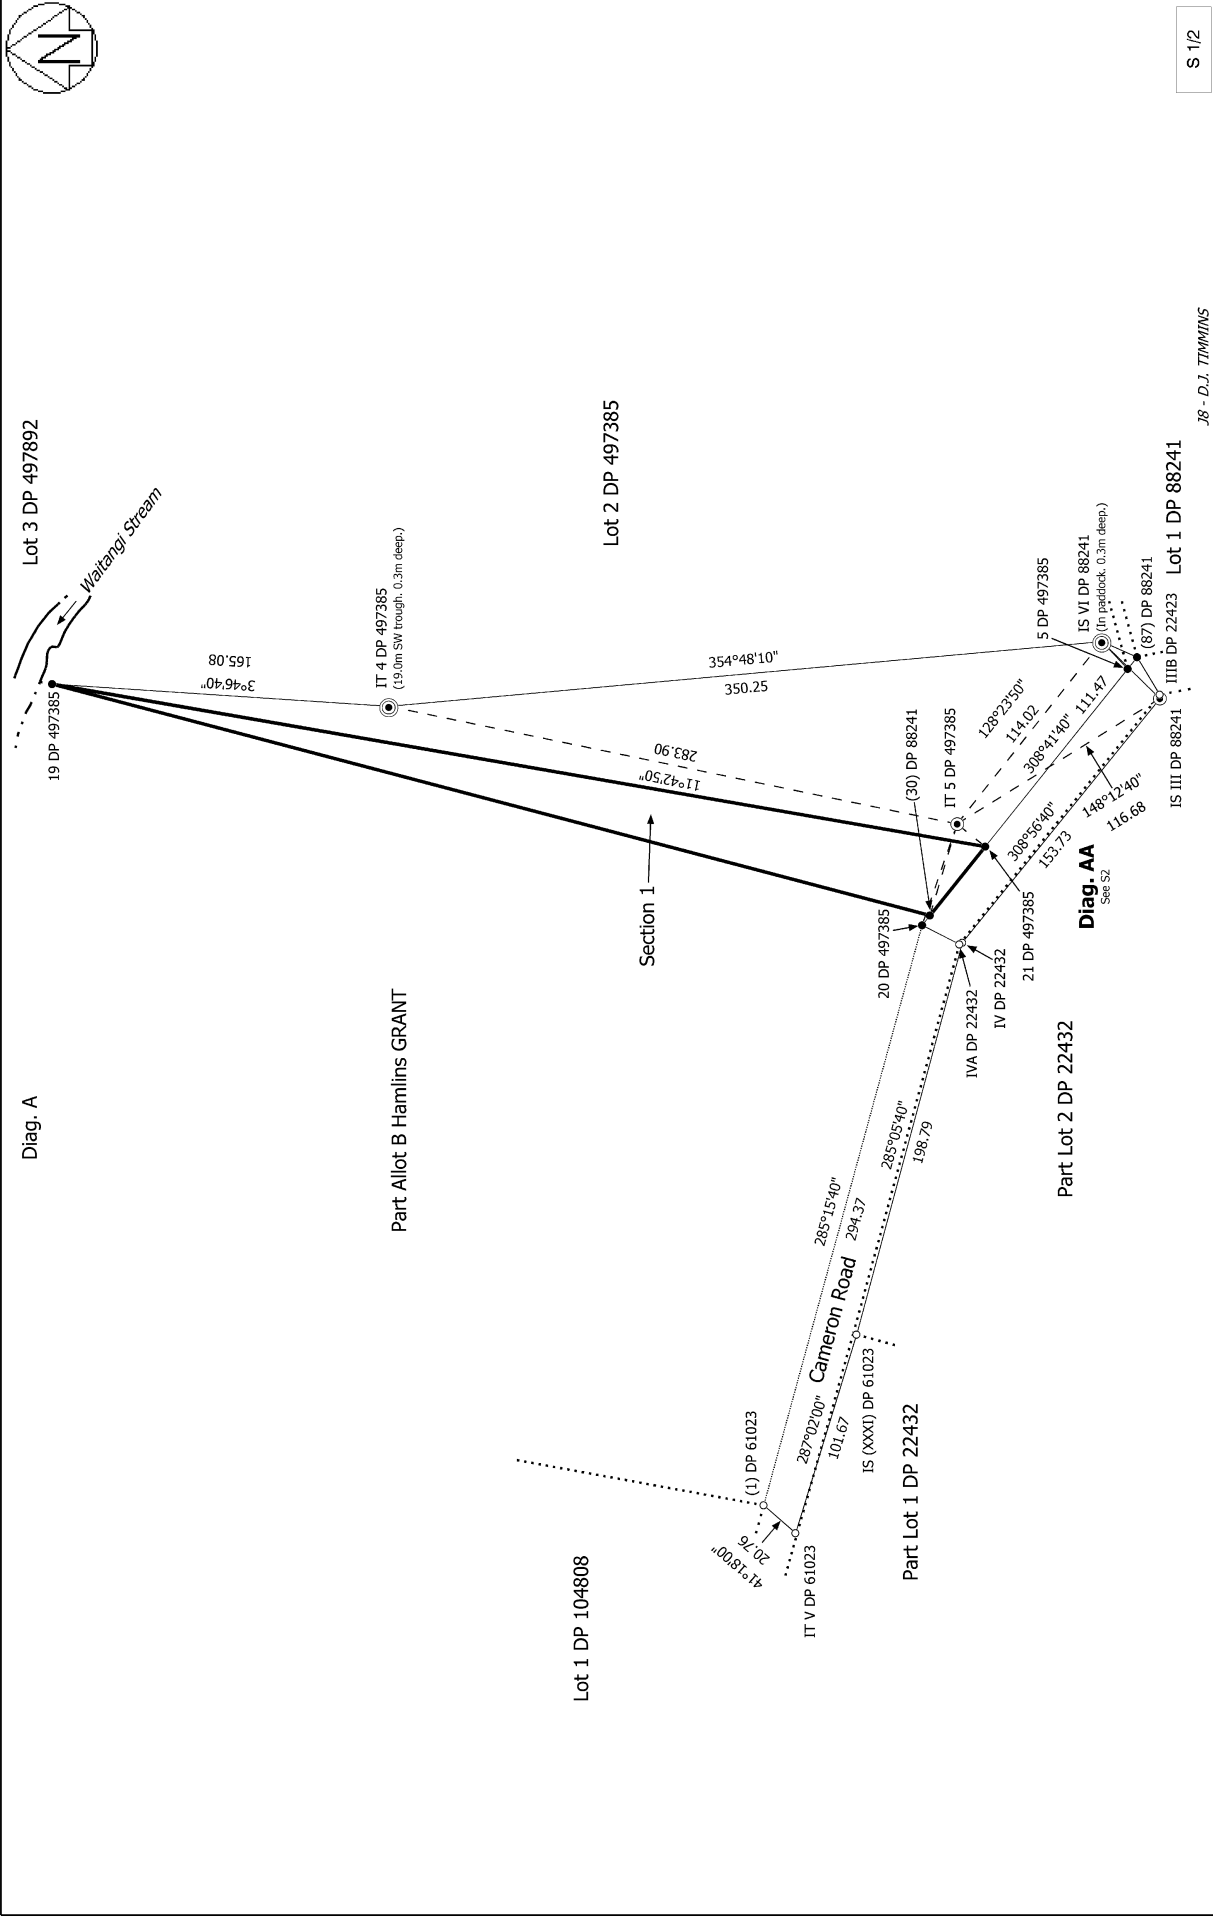 N
S 1/2
Lot 3 DP 497892
Waitangi Stream
19 DP 497385
165.08
3°46'40"
IT 4 DP 497385
(19.0m SW trough. 0.3m deep.)
Lot 2 DP 497385
354°48'10"
350.25
283.90
11°42'50"
Section 1
Diag. A
Part Allot B Hamlins GRANT
(30) DP 88241
IT 5 DP 497385
128°23'50"
114.02
5 DP 497385
IS VI DP 88241
(In paddock. 0.3m deep.)
(87) DP 88241
IIIB DP 22423
Lot 1 DP 88241
J8 - D.J. TIMMINS
308°41'40"
111.47
308°56'40"
153.73
148°12'40"
116.68
IS III DP 88241
Diag. AA
See S2
20 DP 497385
21 DP 497385
IVA DP 22432
IV DP 22432
Part Lot 2 DP 22432
285°05'40"
198.79
285°15'40"
294.37
Cameron Road
287°02'00"
101.67
IS (XXXI) DP 61023
Part Lot 1 DP 22432
(1) DP 61023
20.76
41°18'00"
IT V DP 61023
Lot 1 DP 104808